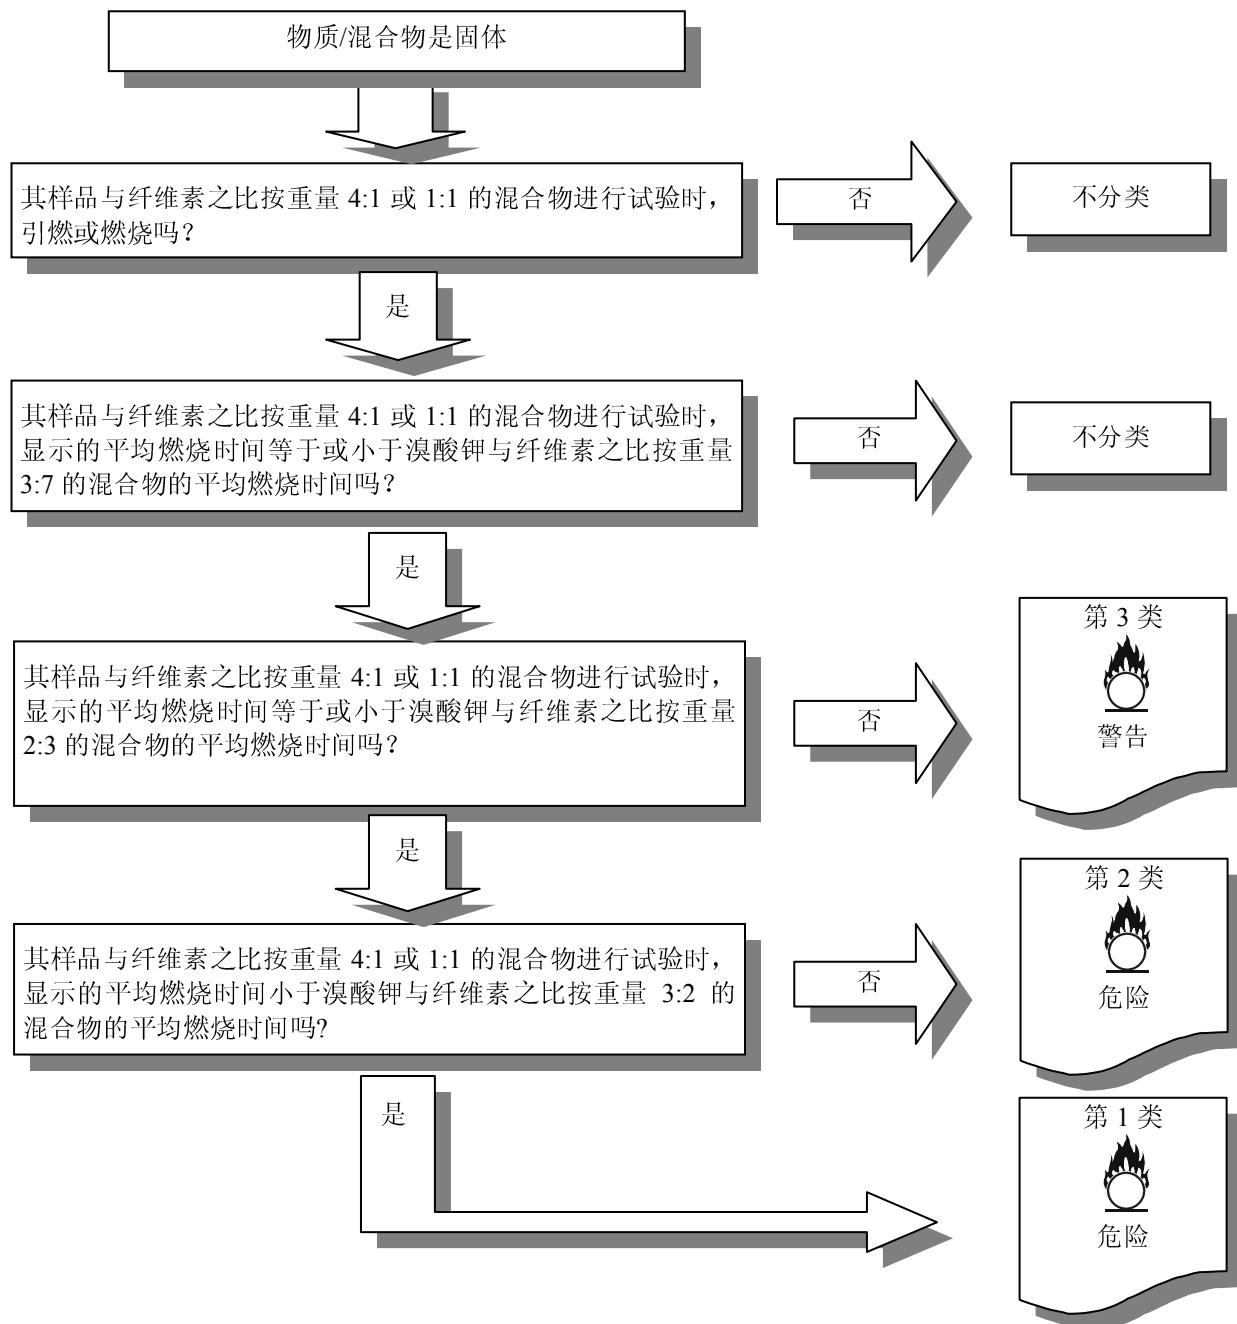 物质/混合物是固体
其样品与纤维素之比按重量 4:1 或 1:1 的混合物进行试验时，
引燃或燃烧吗？
否
不分类
是
其样品与纤维素之比按重量 4:1 或 1:1 的混合物进行试验时，
显示的平均燃烧时间等于或小于溴酸钾与纤维素之比按重量
3:7 的混合物的平均燃烧时间吗？
否
不分类
是
其样品与纤维素之比按重量 4:1 或 1:1 的混合物进行试验时，
显示的平均燃烧时间等于或小于溴酸钾与纤维素之比按重量
2:3 的混合物的平均燃烧时间吗？
否
第 3 类
警告
是
其样品与纤维素之比按重量 4:1 或 1:1 的混合物进行试验时，
显示的平均燃烧时间小于溴酸钾与纤维素之比按重量 3:2 的
混合物的平均燃烧时间吗?
否
第 2 类
危险
是
第 1 类
危险